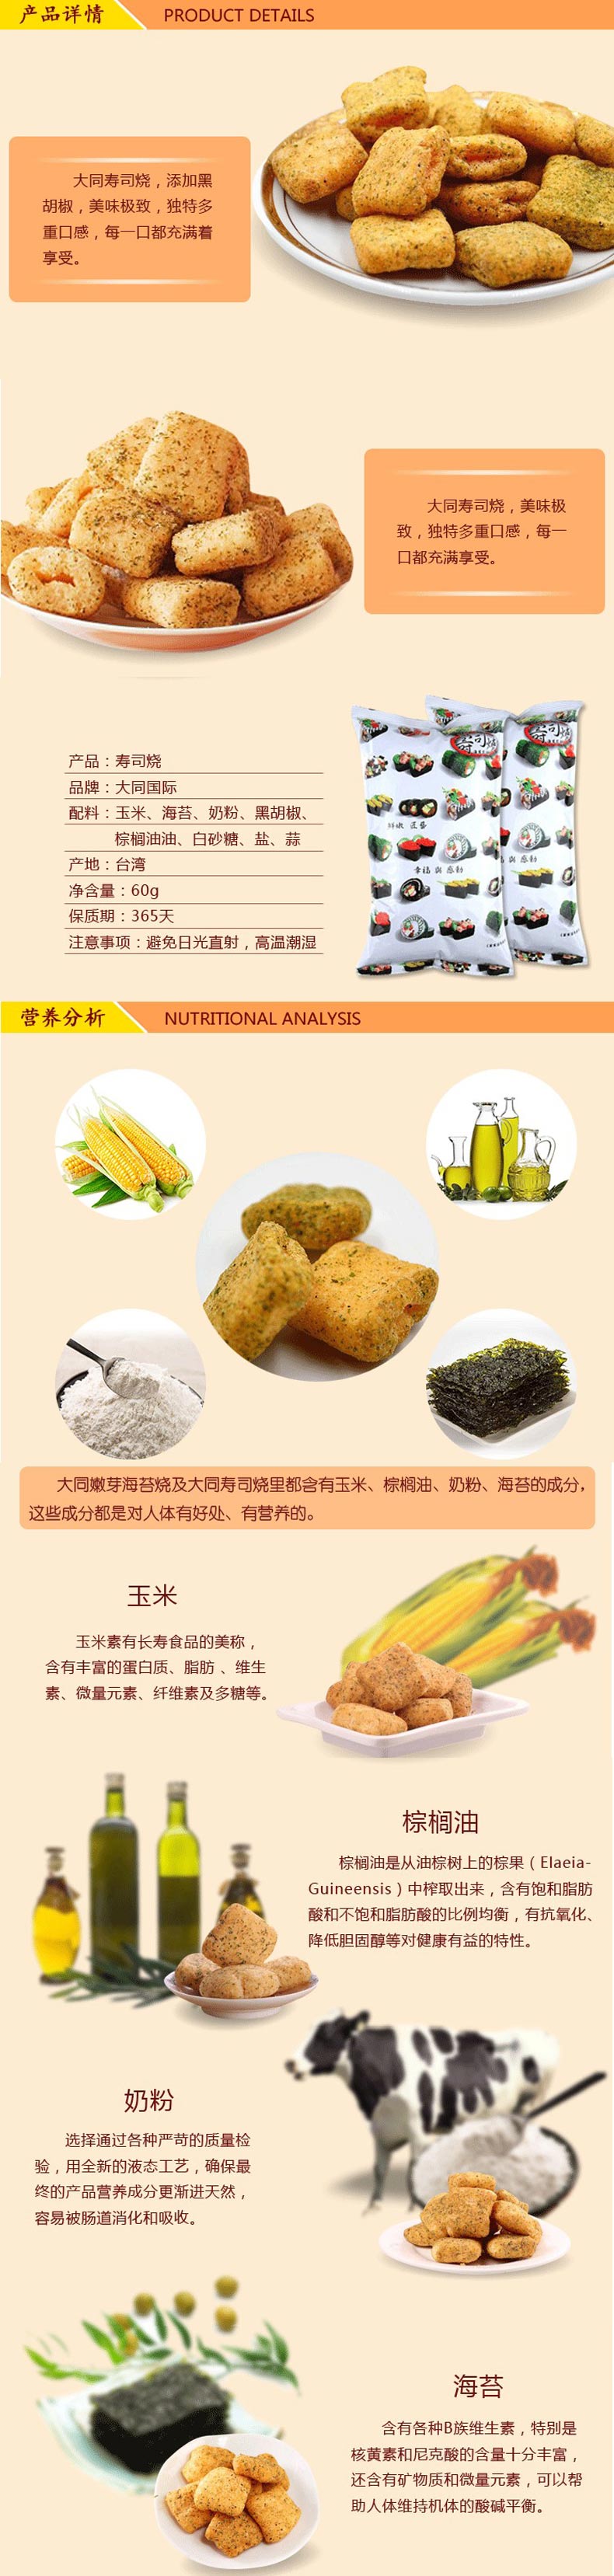 产品详情
PRODUCT DETAILS
大同寿司烧，添加黑
胡椒，美味极致，独特多
重口感，每一口都充满着
享受。
大同寿司烧，美味极
致，独特多重口感，每一
口都充满享受。
产品：寿司烧
品牌：大同国际
配料：玉米、海苔、奶粉、黑胡椒、
棕榈油油、白砂糖、盐、蒜
产地：台湾
净含量：60g
保质期：365天
注意事项：避免日光直射，高温潮湿
寿司烧
幸福 與 感動
與 感動
营养分析
NUTRITIONAL ANALYSIS
大同嫩芽海苔烧及大同寿司烧里都含有玉米、棕榈油、奶粉、海苔的成分，
这些成分都是对人体有好处、有营养的。
玉米
玉米素有长寿食品的美称，
含有丰富的蛋白质、脂肪 、维生
素、微量元素、纤维素及多糖等。
棕榈油
棕榈油是从油棕树上的棕果（Elaeia-
Guineensis）中榨取出来，含有饱和脂肪
酸和不饱和脂肪酸的比例均衡，有抗氧化、
降低胆固醇等对健康有益的特性。
奶粉
选择通过各种严苛的质量检
验，用全新的液态工艺，确保最
终的产品营养成分更渐进天然，
容易被肠道消化和吸收。
海苔
含有各种B族维生素，特别是
核黄素和尼克酸的含量十分丰富，
还含有矿物质和微量元素，可以帮
助人体维持机体的酸碱平衡。